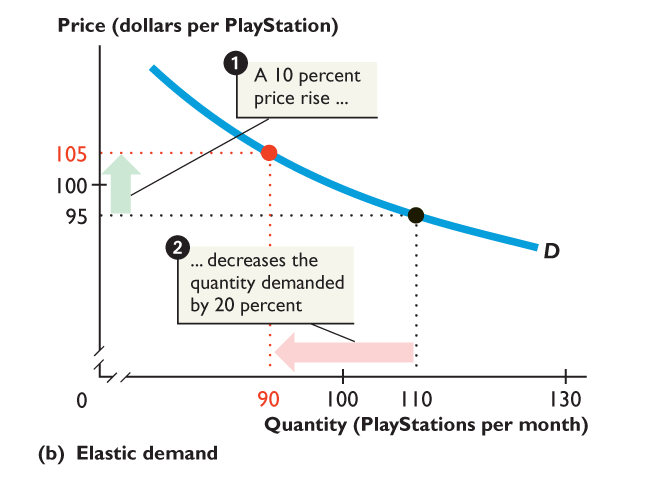 Price (dollars per PlayStation)
1
A 10 percent
price rise ...
105
100
95
2
... decreases the
quantity demanded
by 20 percent
D
0
90
100
110
130
Quantity (PlayStations per month)
(b) Elastic demand